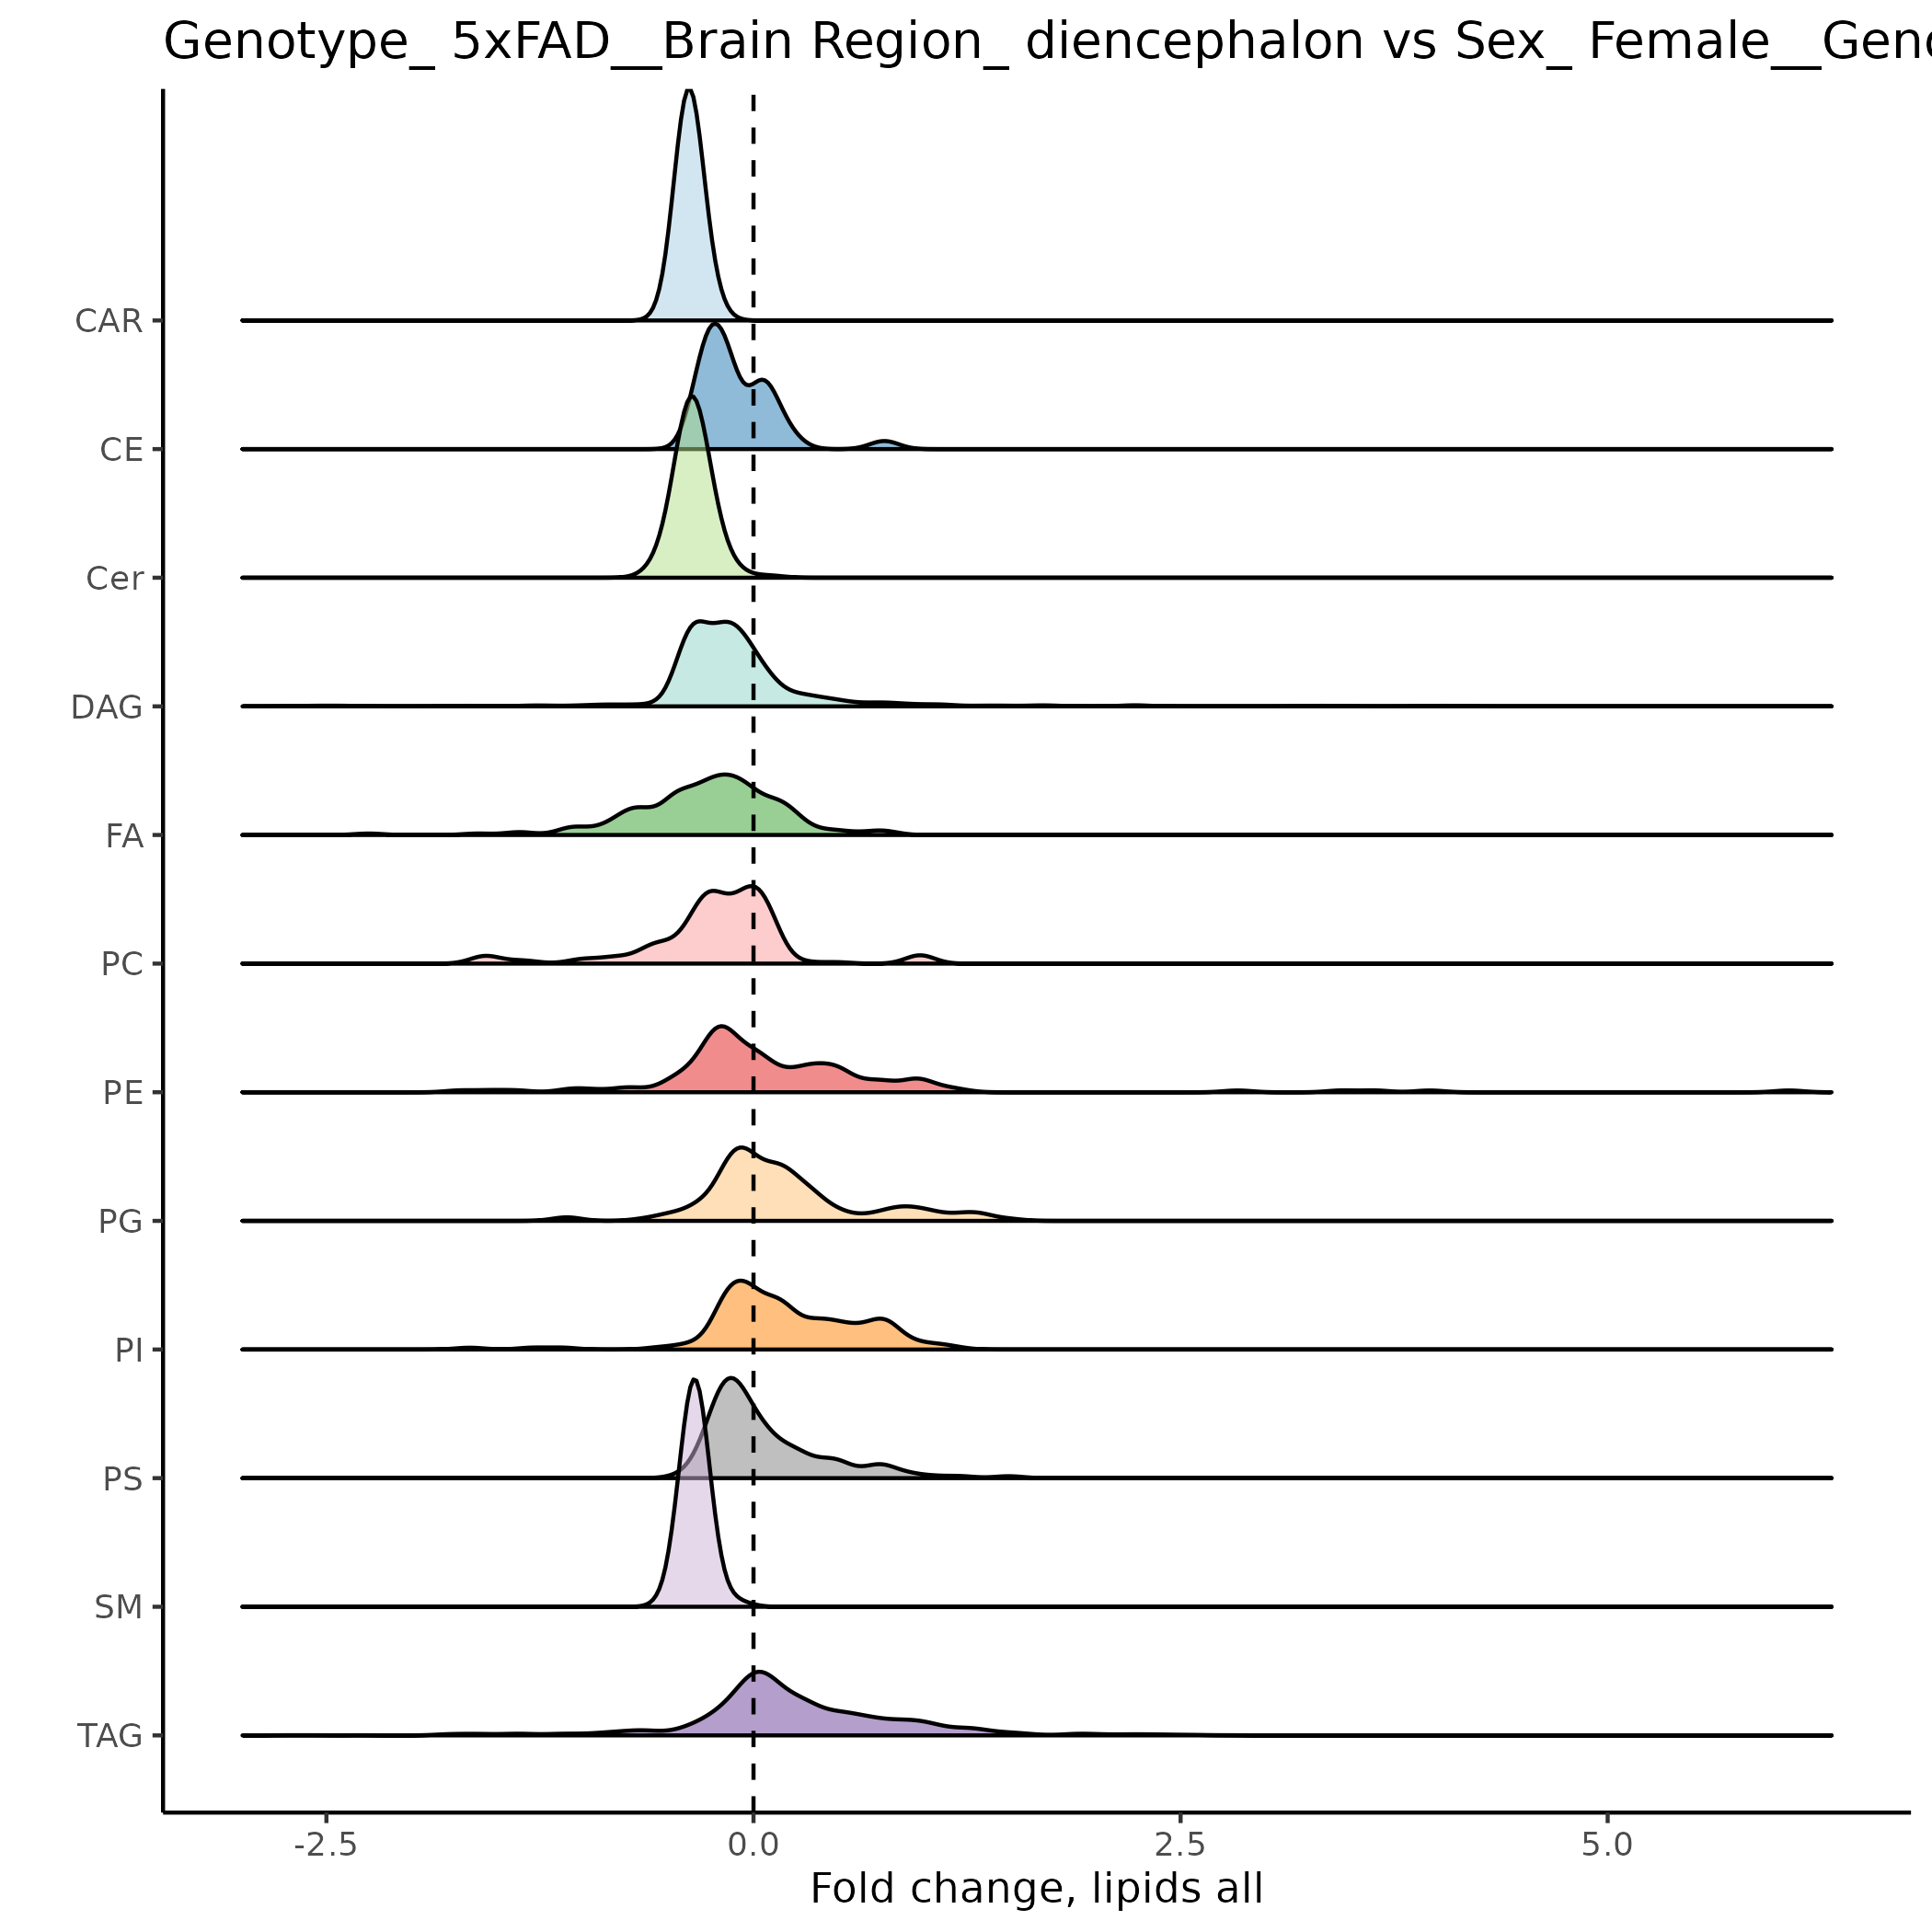 Genotype_ 5xFAD__Brain Region_ diencephalon vs Sex_ Female__Gen
CAR
CE
Cer
DAG
FA
PC
PE
PG
PI
PS
SM
TAG
-2.5 0.0 2.5 5.0
Fold change, lipids all